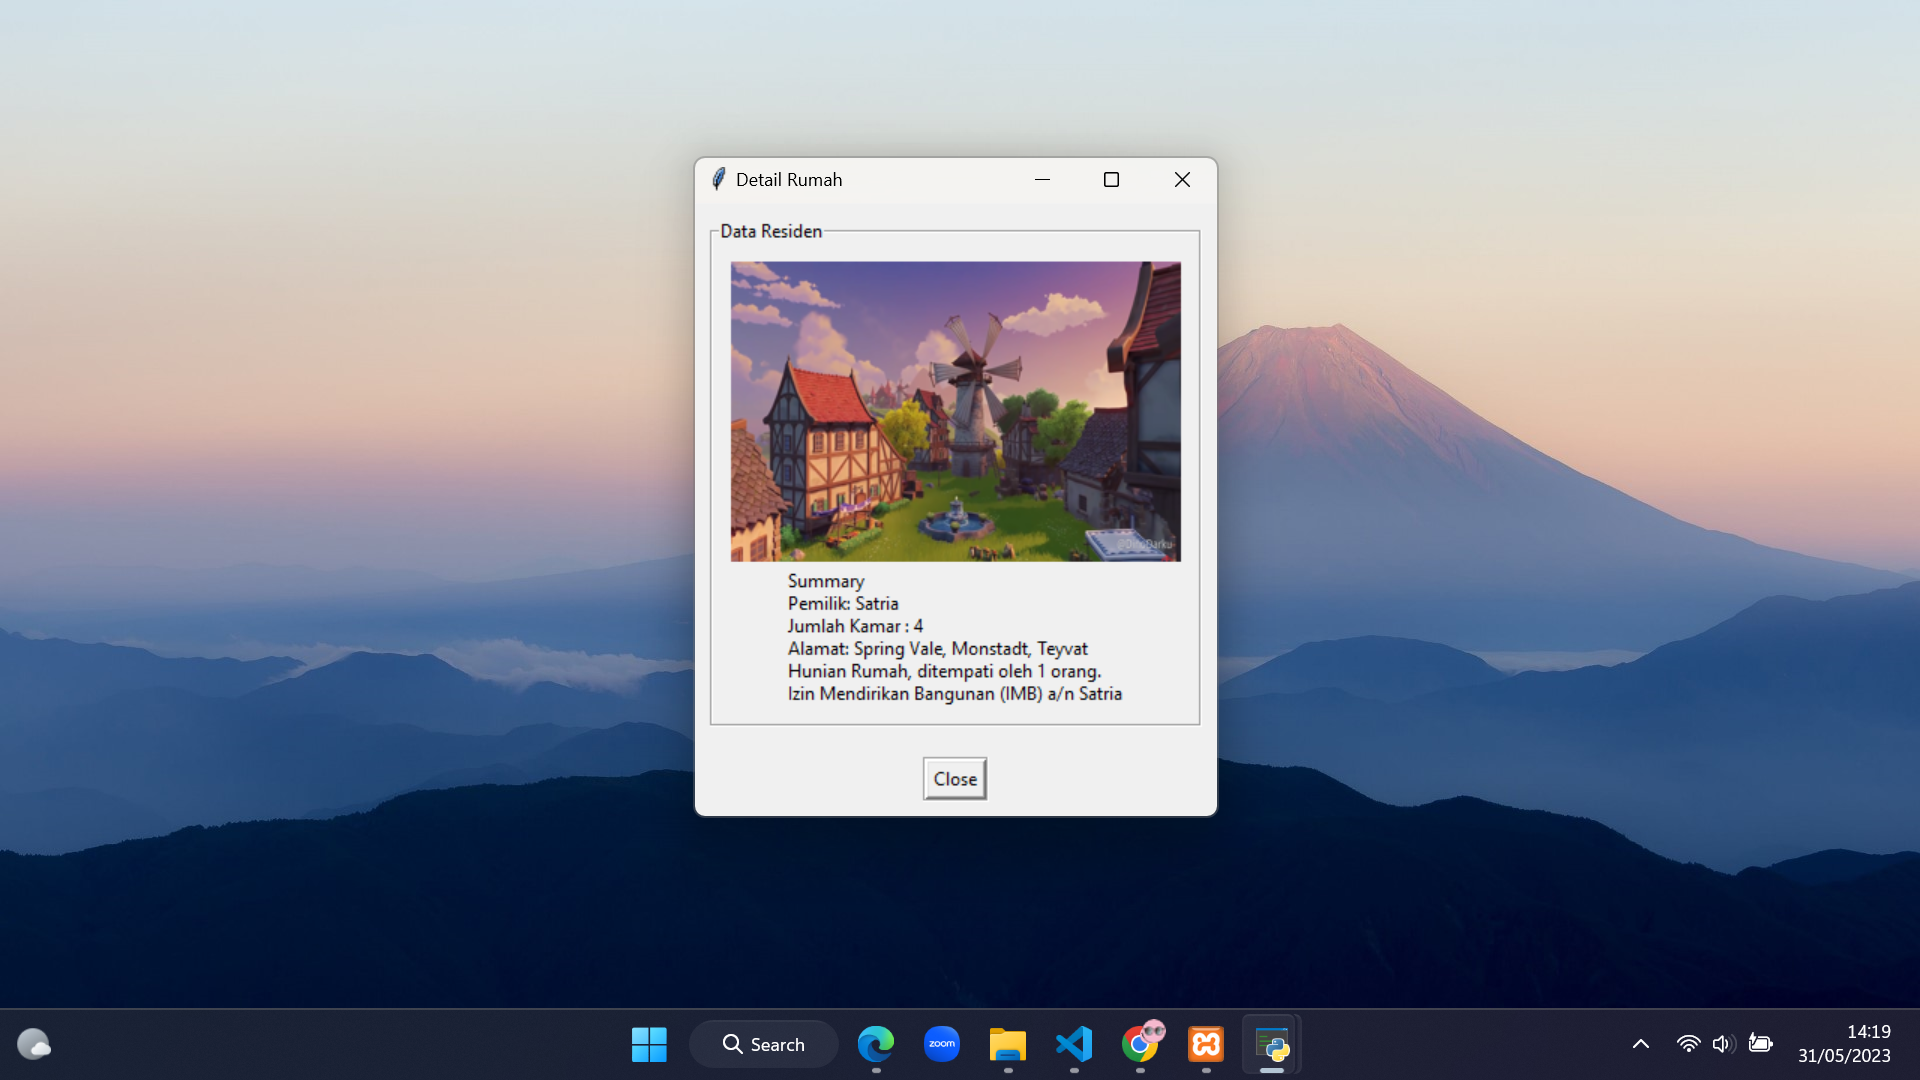 Detail Rumah
Data Residen
Summary
Pemilik: Satria
Jumlah Kamar : 4
Alamat: Spring Vale, Monstadt, Teyvat
Hunian Rumah, ditempati oleh 1 orang.
Izin Mendirikan Bangunan (IMB) a/n Satria
Close
Search
zoom
14:19
31/05/2023